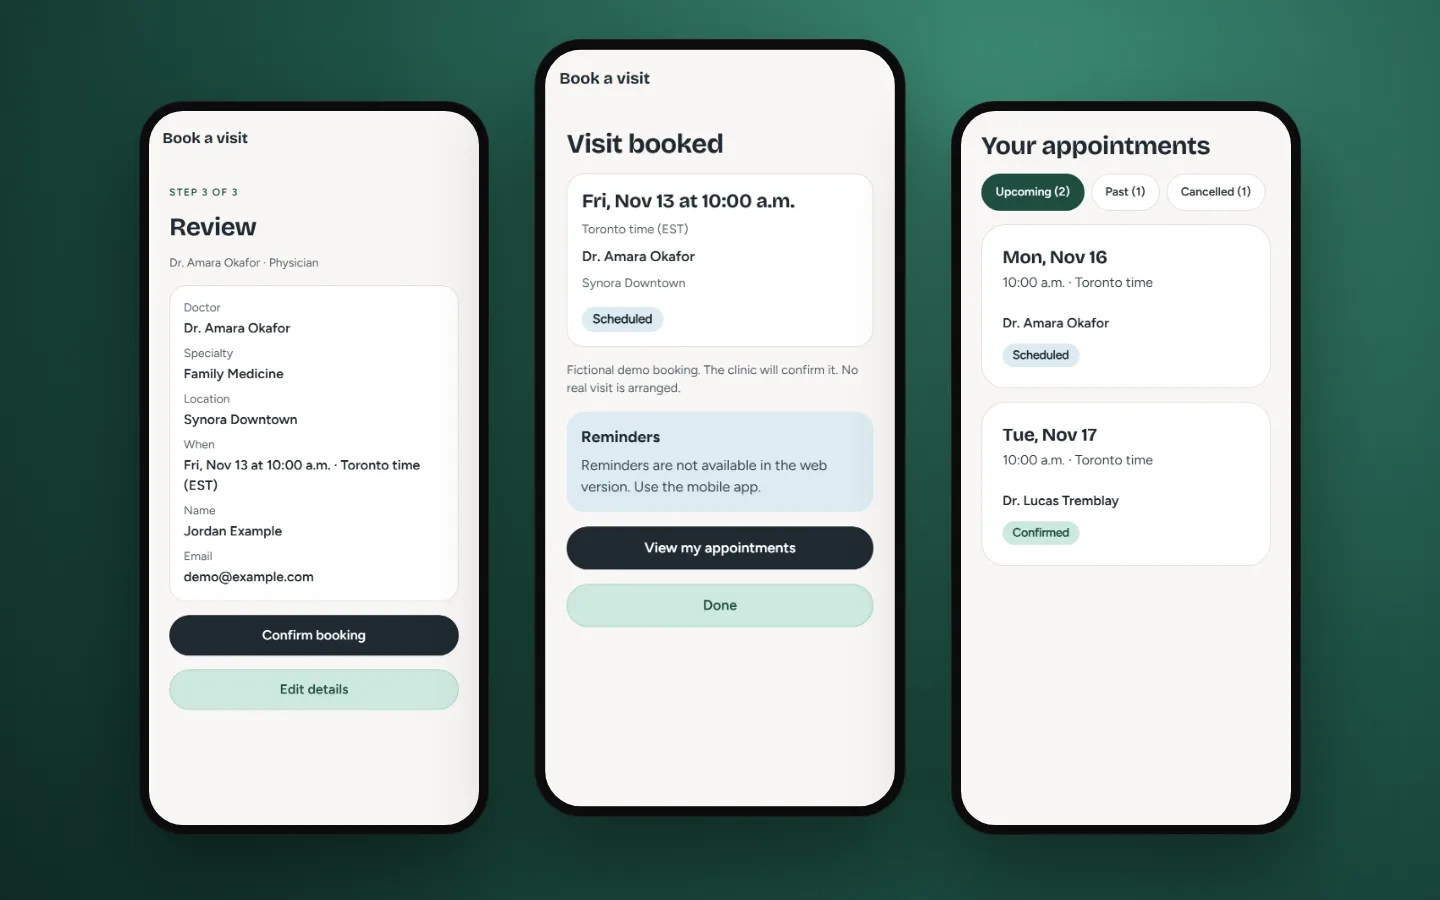 Book a visit
STEP 3 OF 3
Review
Dr. Amara Okafor · Physician
Doctor
Dr. Amara Okafor
Specialty
Family Medicine
Location
Synora Downtown
When
Fri, Nov 13 at 10:00 a.m. · Toronto time
(EST)
Name
Jordan Example
Email
demo@example.com
Confirm booking
Edit details
Book a visit
Visit booked
Fri, Nov 13 at 10:00 a.m.
Toronto time (EST)
Dr. Amara Okafor
Synora Downtown
Scheduled
Fictional demo booking. The clinic will confirm it. No
real visit is arranged.
Reminders
Reminders are not available in the web
version. Use the mobile app.
View my appointments
Done
Your appointments
Upcoming (2) Past (1) Cancelled (1)
Mon, Nov 16
10:00 a.m. · Toronto time
Dr. Amara Okafor
Scheduled
Tue, Nov 17
10:00 a.m. · Toronto time
Dr. Lucas Tremblay
Confirmed